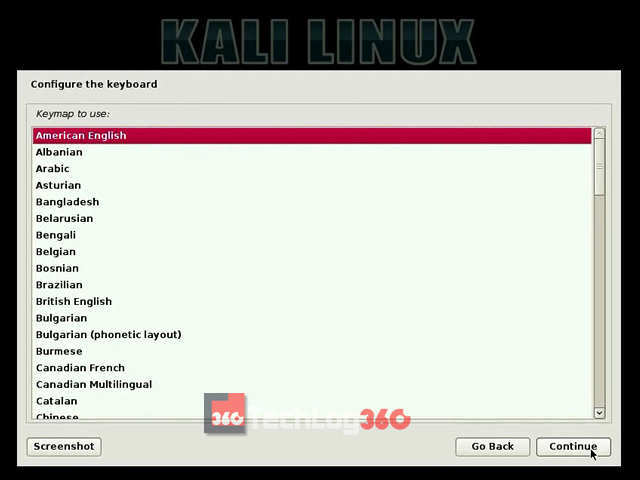 KALI LINUX
Configure the keyboard
Keymap to use:
American English
Albanian
Arabic
Asturian
Bangladesh
Belarusian
Bengali
Belgian
Bosnian
Brazilian
British English
Bulgarian
Bulgarian (phonetic layout)
Burmese
Canadian French
Canadian Multilingual
Catalan
Chinese
360 TechLog360
Screenshot
Go Back
Continue